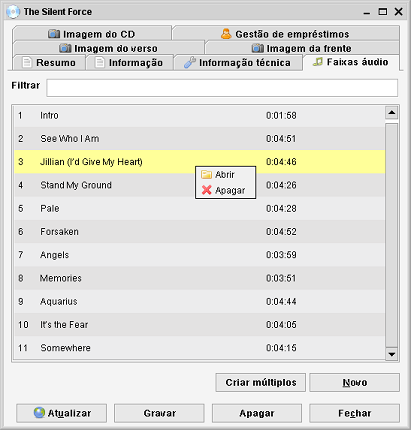 The Silent Force
Imagem do CD Gestão de empréstimos
Imagem do verso Imagem da frente
Resumo Informação Informação técnica Faixas áudio
Filtrar
1 Intro 0:01:58
2 See Who I Am 0:04:51
3 Jillian (I'd Give My Heart) 0:04:46
Abrir
4 Stand My Ground 0:04:26
Apagar
5 Pale 0:04:28
6 Forsaken 0:04:52
7 Angels 0:03:59
8 Memories 0:03:51
9 Aquarius 0:04:44
10 It's the Fear 0:04:05
11 Somewhere 0:04:15
Criar múltiplos Novo
Atualizar Gravar Apagar Fechar